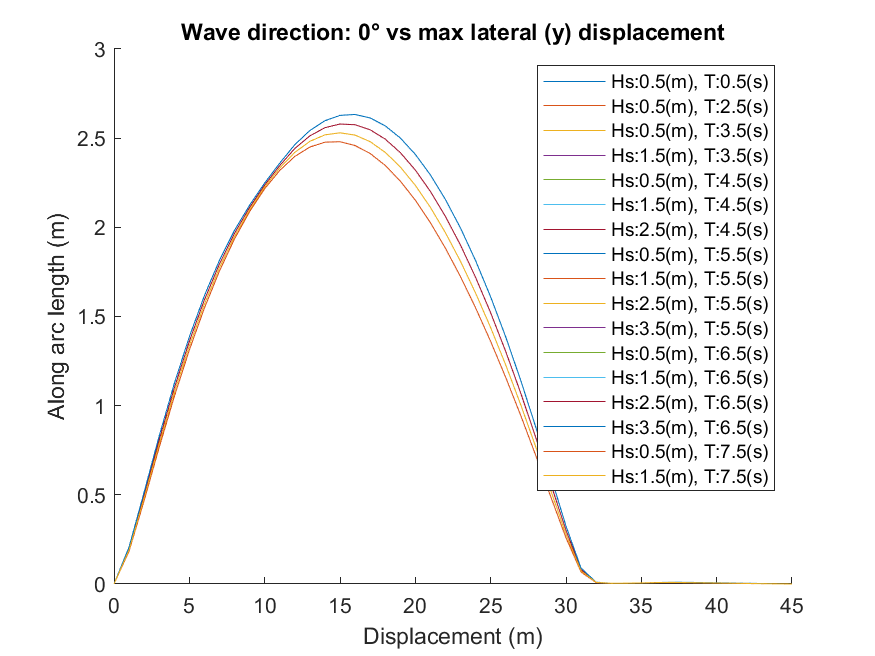 Wave direction: 0° vs max lateral (y) displacement
3
2.5
2
1.5
1
0.5
0
Along arc length (m)
Hs:0.5(m), T:0.5(s)
Hs:0.5(m), T:2.5(s)
Hs:0.5(m), T:3.5(s)
Hs:1.5(m), T:3.5(s)
Hs:0.5(m), T:4.5(s)
Hs:1.5(m), T:4.5(s)
Hs:2.5(m), T:4.5(s)
Hs:0.5(m), T:5.5(s)
Hs:1.5(m), T:5.5(s)
Hs:2.5(m), T:5.5(s)
Hs:3.5(m), T:5.5(s)
Hs:0.5(m), T:6.5(s)
Hs:1.5(m), T:6.5(s)
Hs:2.5(m), T:6.5(s)
Hs:3.5(m), T:6.5(s)
Hs:0.5(m), T:7.5(s)
Hs:1.5(m), T:7.5(s)
0 5 10 15 20 25 30 35 40 45
Displacement (m)